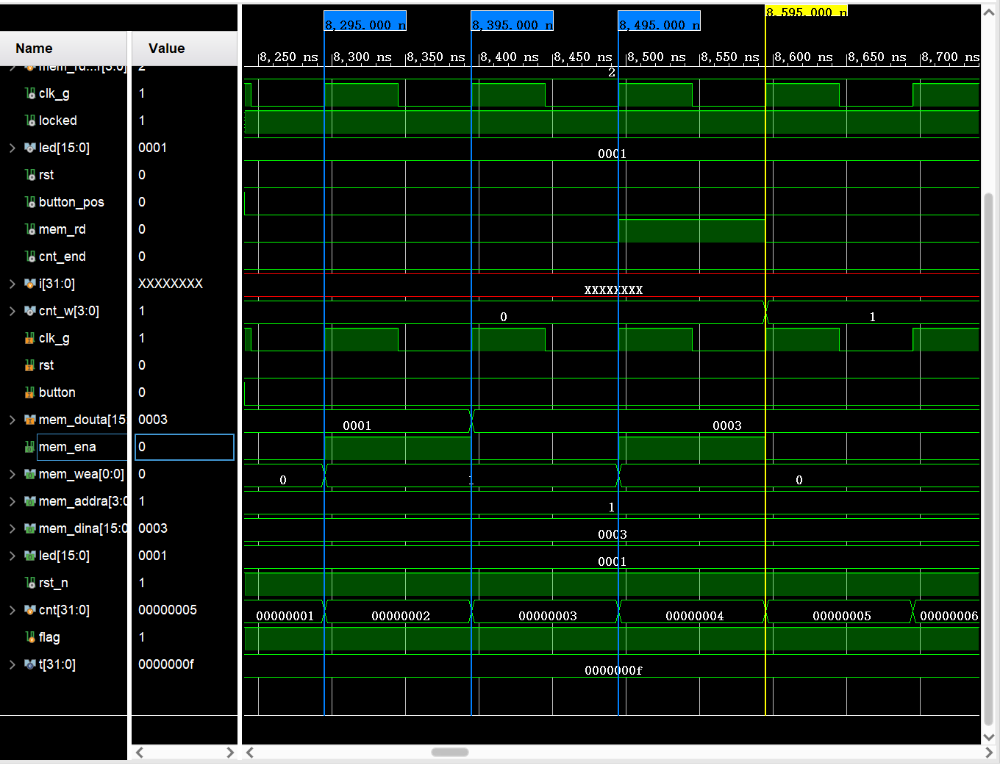 8,295.000 n 8,395.000 n 8,495.000 n 8,595.000 n
Name Value
8,250 ns 8,300 ns 8,350 ns 8,400 ns 8,450 ns 8,500 ns 8,550 ns 8,600 ns 8,650 ns 8,700 ns
2 2
clk_g 1
locked 1
led[15:0] 0001 0001
rst 0
button_pos 0
mem_rd 0
cnt_end 0
i[31:0] XXXXXXXX XXXXXXXX
cnt_w[3:0] 1 0 1
clk_g 1
rst 0
button 0
mem_douta[15: 0003 0001 0003
mem_ena 0
mem_wea[0:0] 0 0 1 0
mem_addra[3:0 1 1
mem_dina[15:0 0003 0003
led[15:0] 0001 0001
rst_n 1
cnt[31:0] 00000005 00000001 00000002 00000003 00000004 00000005 00000006
flag 1
t[31:0] 0000000f 0000000f